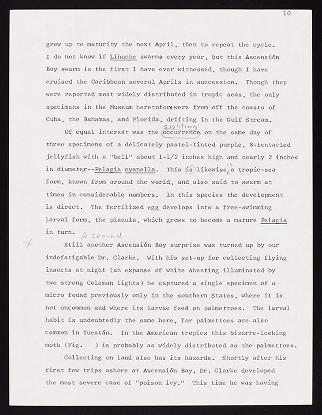 10
grow up to maturity the next April, then to repeat the cycle.
I do not know if Linuche swarms every year, but this Ascensión
Bay swarm is the first I have ever witnessed, though I have
cruised the Caribbean several Aprils in succession. Though they
were reported most widely distributed in tropic seas, the only
specimens in the Museum heretoforewere from off the coasts of
Cuba, the Bahamas, and Florida, drifting in the Gulf Stream.
sighting
Of equal interest was the occurrence on the same day of
three specimens of a delicately pastel-tinted purple, 8-tentacled
jellyfish with a "bell" about 1-1/2 inches high and nearly 2 inches
in diameter--Pelagia cyanella. This is likewise a tropic-sea
form, known from around the world, and also said to swarm at
times in considerable numbers. In this species the development
is direct. The fertilized egg develops into a free-swimming
larval form, the planula, which grows to become a mature Pelagia
in turn.
A second
x
Still another Ascensión Bay surprise was turned up by our
indefatigable Dr. Clarke. With his set-up for collecting flying
insects at night (an expanse of white sheeting illuminated by
two strong Coleman lights) he captured a single specimen of a
micro found previously only in the southern States, where it is
not uncommon and where its larvae feed on palmettoes. The larval
habit is undoubtedly the same here, for palmettoes are also
common in Yucatán. In the American tropics this bizarre-looking
moth (Fig. ) is probably as widely distributed as the palmettoes.
Collecting on land also has its hazards. Shortly after his
first few trips ashore at Ascensión Bay, Dr. Clarke developed
the most severe case of "poison ivy." This time he was having